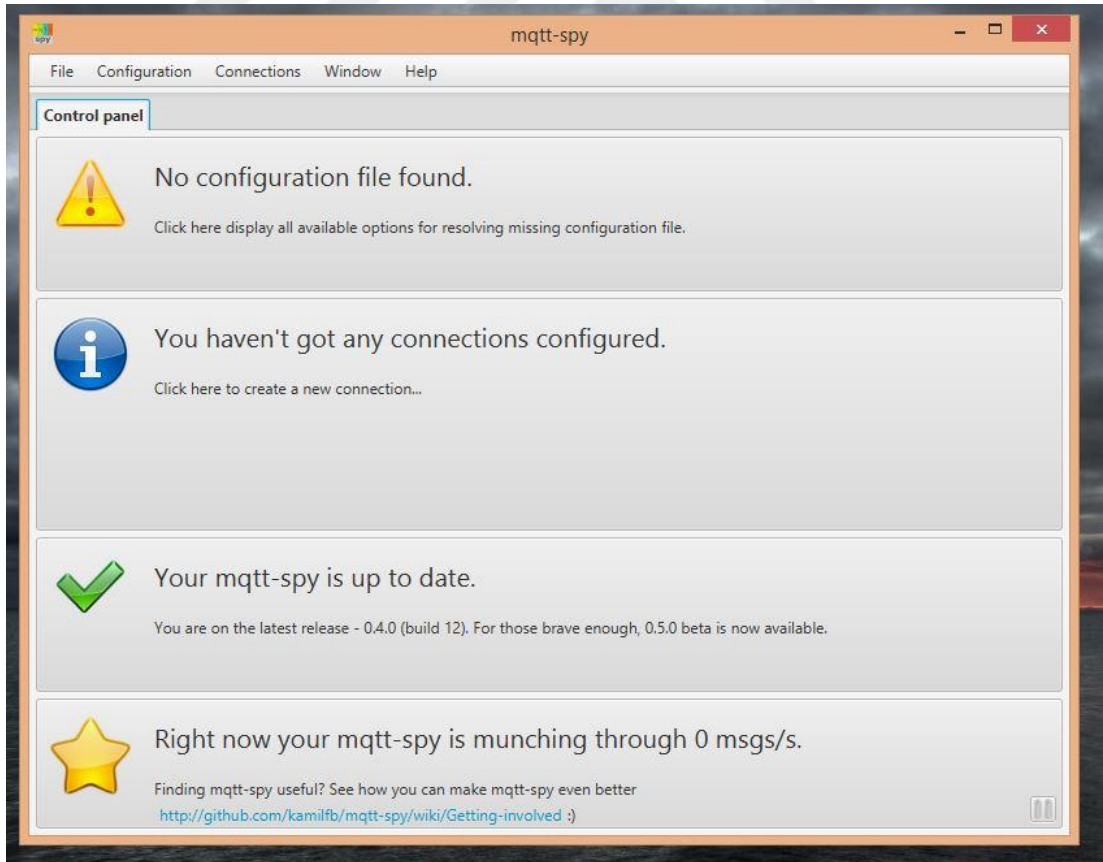 spy
mqtt-spy
File Configuration Connections Window Help
Control panel
No configuration file found.
Click here display all available options for resolving missing configuration file.
You haven't got any connections configured.
Click here to create a new connection...
Your mqtt-spy is up to date.
You are on the latest release - 0.4.0 (build 12). For those brave enough, 0.5.0 beta is now available.
Right now your mqtt-spy is munching through 0 msgs/s.
Finding mqtt-spy useful? See how you can make mqtt-spy even better
http://github.com/kamilfb/mqtt-spy/wiki/Getting-involved :)